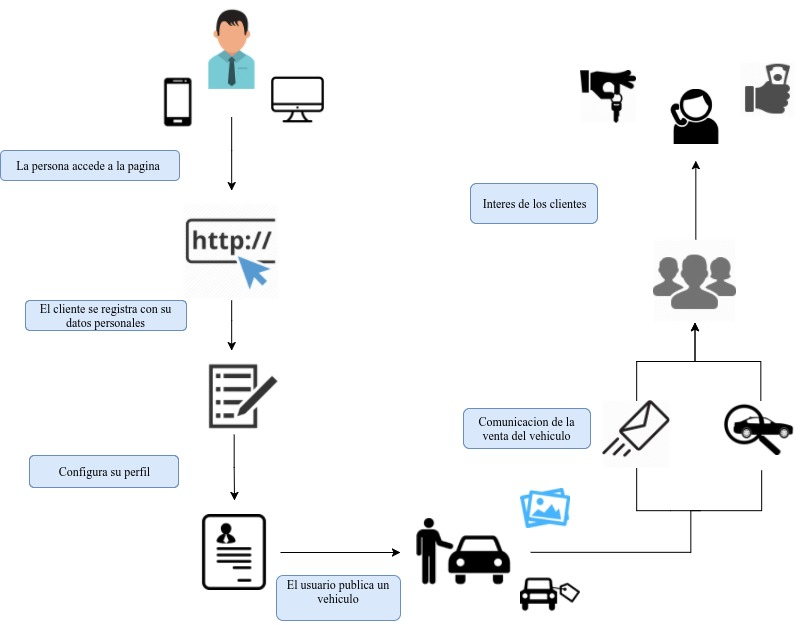 La persona accede a la pagina
http://
El cliente se registra con su
datos personales
Configura su perfil
El usuario publica un
vehiculo
Comunicacion de la
venta del vehiculo
Interes de los clientes